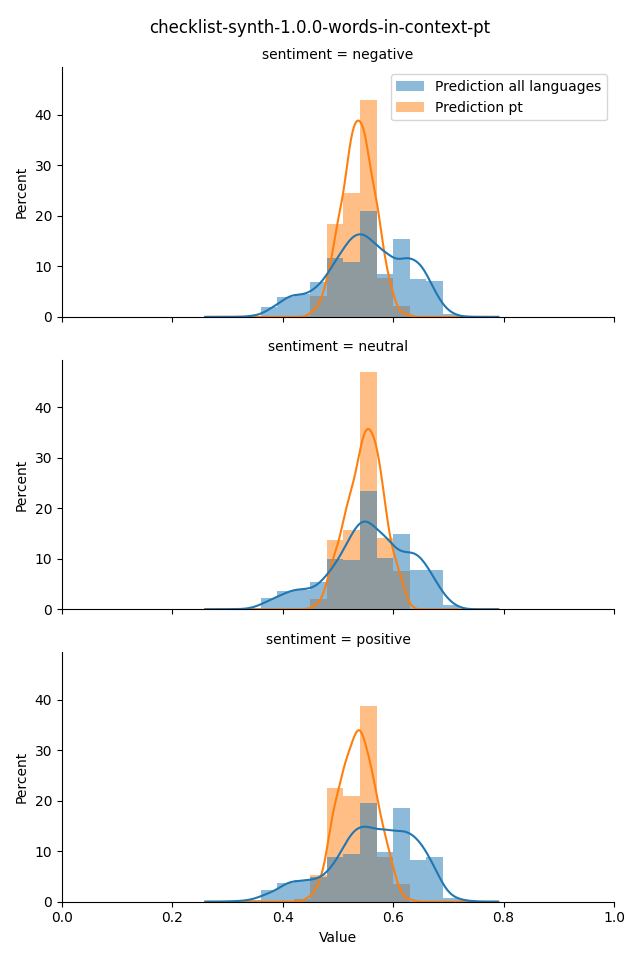 checklist-synth-1.0.0-words-in-context-pt
sentiment = negative
Prediction all languages
Prediction pt
Percent
40
30
20
10
0
sentiment = neutral
Percent
40
30
20
10
0
sentiment = positive
Percent
40
30
20
10
0
0.0 0.2 0.4 0.6 0.8 1.0
Value